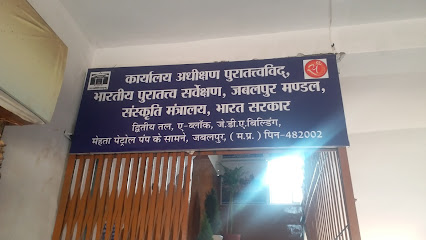 कार्यालय अधीक्षण पुरातत्त्वविद्,
भारतीय पुरातत्त्व सर्वेक्षण, जबलपुर मण्डल,
संस्कृति मंत्रालय, भारत सरकार
द्वितीय तल, ए-ब्लॉक, जे.डी.ए.बिल्डिंग,
मेहता पेट्रोल पंप के सामने, जबलपुर, ( म.प्र.) पिन-482002